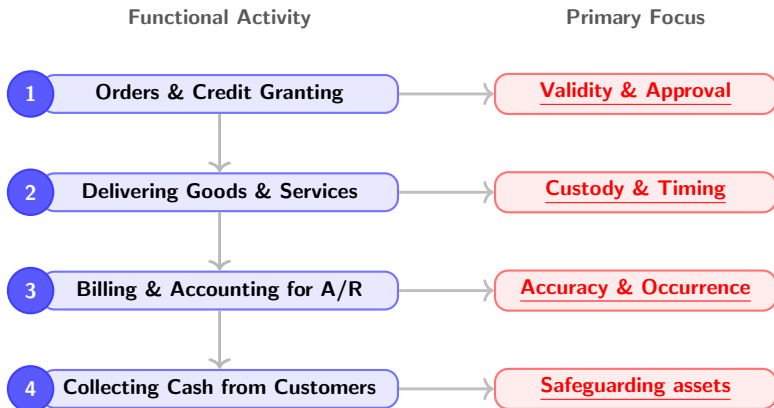 Functional Activity Primary Focus
1 Orders & Credit Granting Validity & Approval
2 Delivering Goods & Services Custody & Timing
3 Billing & Accounting for A/R Accuracy & Occurrence
4 Collecting Cash from Customers Safeguarding assets